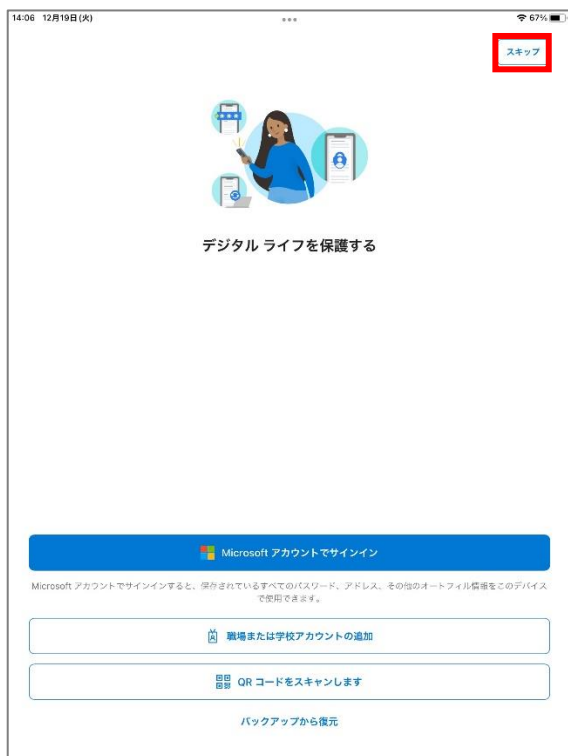 14:06 12月19日(火)
67%
スキップ
デジタル ライフを保護する
Microsoft アカウントでサインイン
Microsoft アカウントでサインインすると、保存されているすべてのパスワード、アドレス、その他のオートフィル情報をこのデバイス
で使用できます。
職場または学校アカウントの追加
QR コードをスキャンします
バックアップから復元